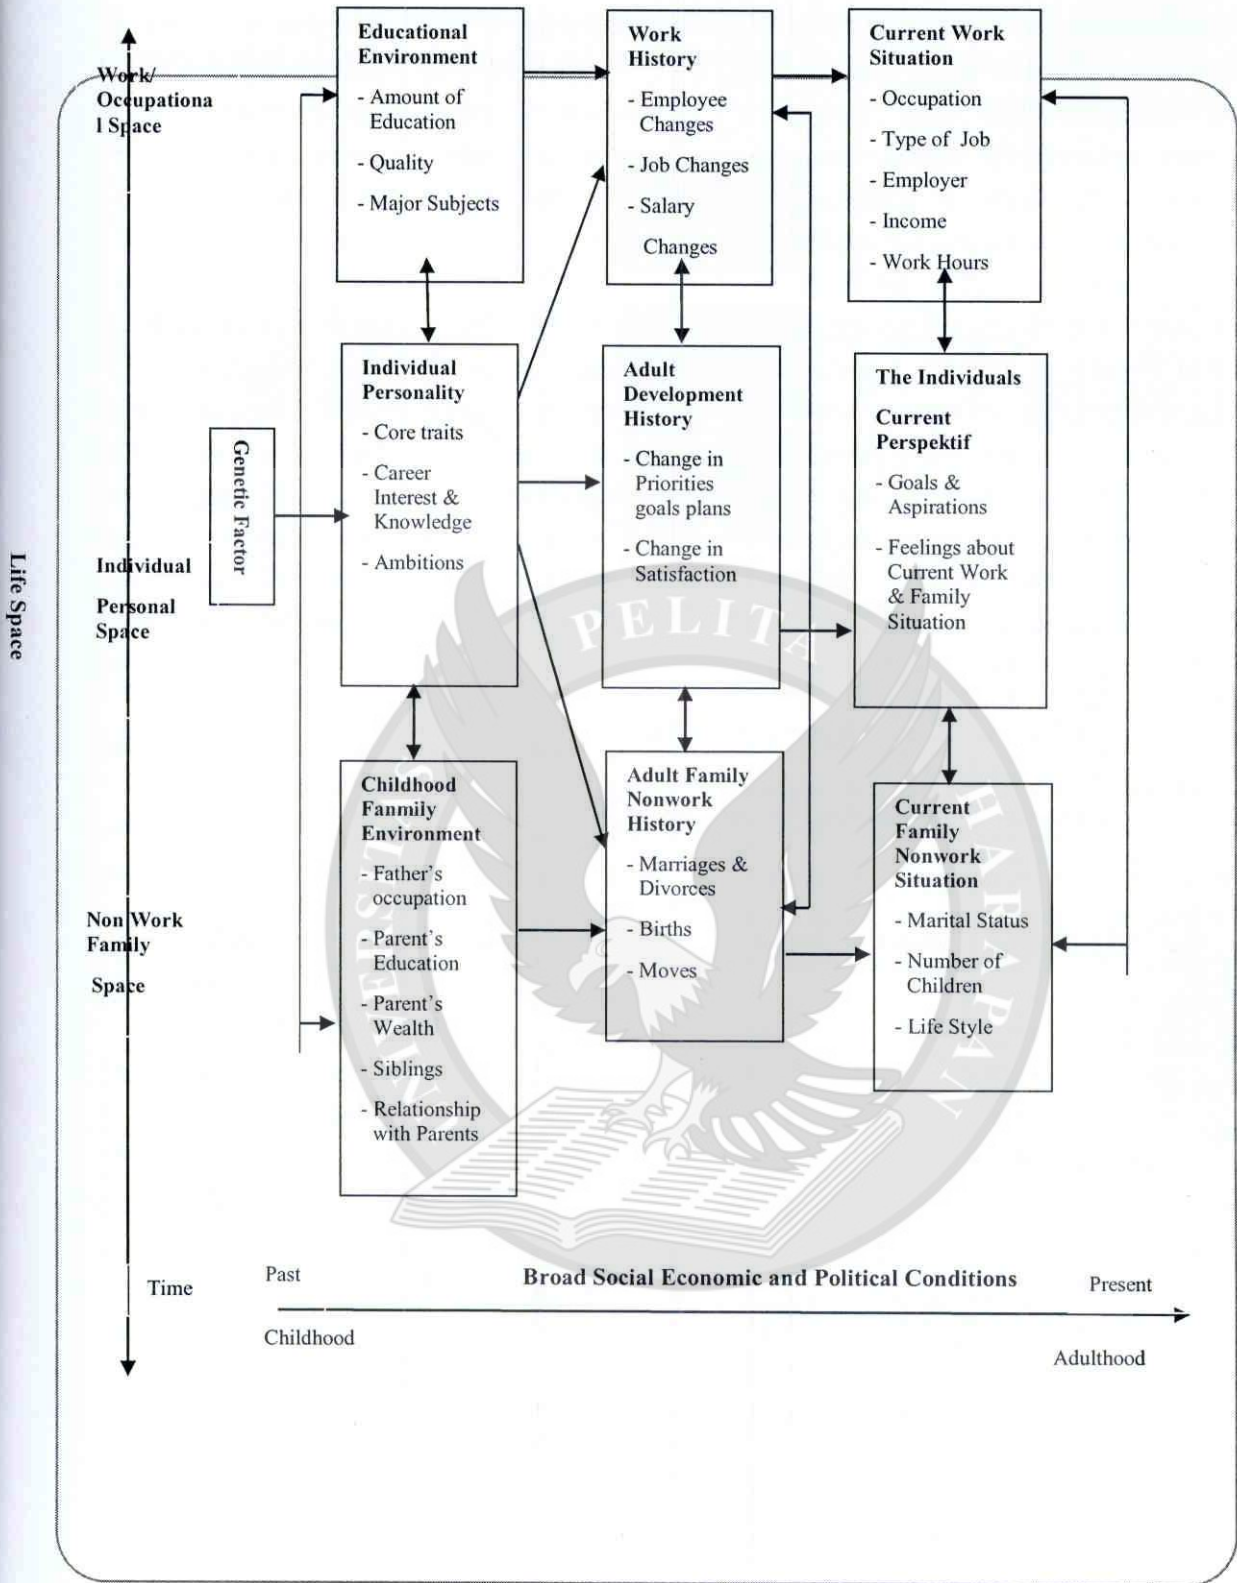 Educational
Environment
- Amount of
Education
- Quality
- Major Subjects
Work
History
- Employee
Changes
- Job Changes
- Salary
Changes
Current Work
Situation
- Occupation
- Type of Job
- Employer
- Income
- Work Hours
Work/
Occupationa
l Space
Individual
Personality
- Core traits
- Career
Interest &
Knowledge
- Ambitions
Adult
Development
History
- Change in
Priorities
goals plans
- Change in
Satisfaction
The Individuals
Current
Perspektif
- Goals &
Aspirations
- Feelings about
Current Work
& Family
Situation
Genetic Factor
Life Space
Individual
Personal
Space
Childhood
Fanmily
Environment
- Father's
occupation
- Parent's
Education
- Parent's
Wealth
- Siblings
- Relationship
with Parents
Adult Family
Nonwork
History
- Marriages &
Divorces
- Births
- Moves
Current
Family
Nonwork
Situation
- Marital Status
- Number of
Children
- Life Style
Non Work
Family
Space
UNIVERSITAS PELITA HARAPAN
Time
Past
Broad Social Economic and Political Conditions
Present
Childhood
Adulthood